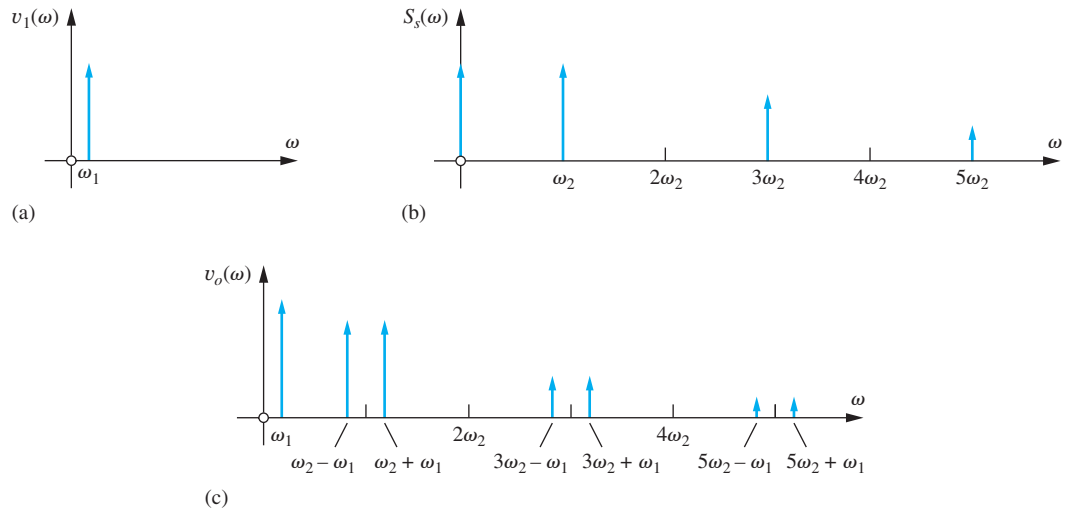 v₁(ω)
ω
ω₁
(a)
Sₛ(ω)
ω
ω₂
2ω₂
3ω₂
4ω₂
5ω₂
(b)
vₒ(ω)
ω
ω₁
2ω₂
4ω₂
ω₂ − ω₁
ω₂ + ω₁
3ω₂ − ω₁
3ω₂ + ω₁
5ω₂ − ω₁
5ω₂ + ω₁
(c)